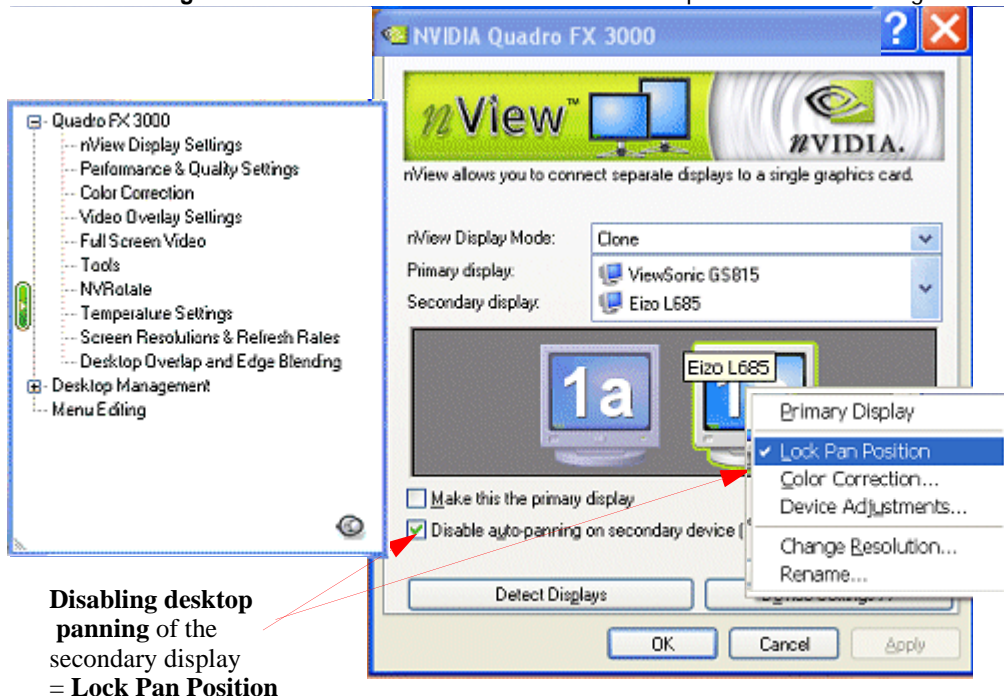 NVIDIA Quadro FX 3000
?
nView™
NVIDIA.
nView allows you to connect separate displays to a single graphics card.
Quadro FX 3000
nView Display Settings
Performance & Quality Settings
Color Correction
Video Overlay Settings
Full Screen Video
Tools
NVRotate
Temperature Settings
Screen Resolutions & Refresh Rates
Desktop Overlap and Edge Blending
Desktop Management
Menu Editing
nView Display Mode: Clone
Primary display: ViewSonic GS815
Secondary display: Eizo L685
1a
Eizo L685
Primary Display
Lock Pan Position
Color Correction...
Device Adjustments...
Change Resolution...
Rename...
Make this the primary display
Disable auto-panning on secondary device (
Detect Displays
OK Cancel Apply
Disabling desktop
panning of the
secondary display
= Lock Pan Position